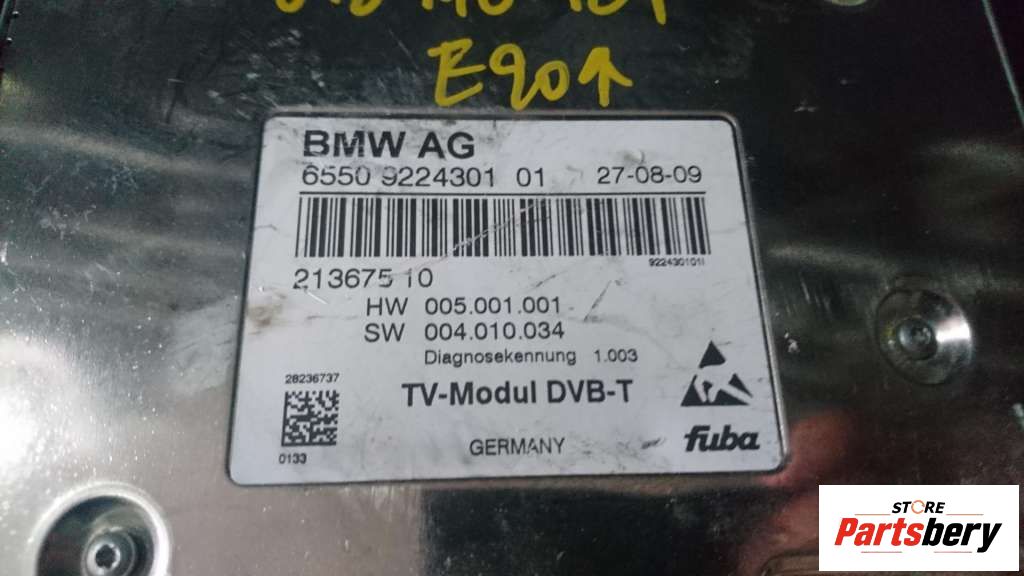 E90↑
BMW AG
6550 9224301 01 27-08-09
922430101I
21367510
HW 005.001.001
SW 004.010.034
Diagnosekennung 1.003
28236737
TV-Modul DVB-T
0133
GERMANY
fuba
STORE
Partsbery